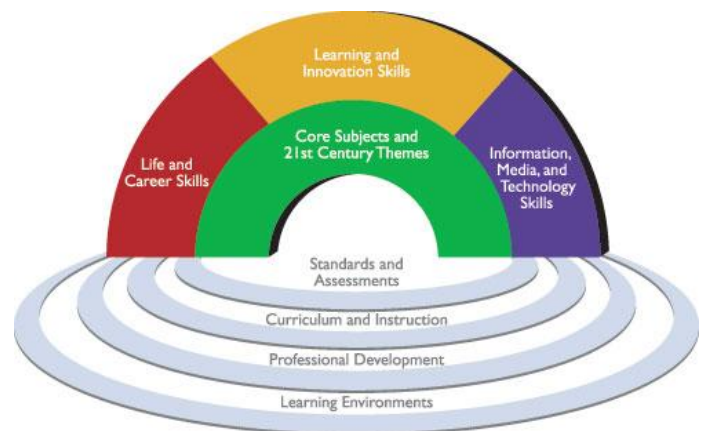 Learning and
Innovation Skills
Core Subjects and
21st Century Themes
Life and
Career Skills
Information,
Media, and
Technology
Skills
Standards and
Assessments
Curriculum and Instruction
Professional Development
Learning Environments